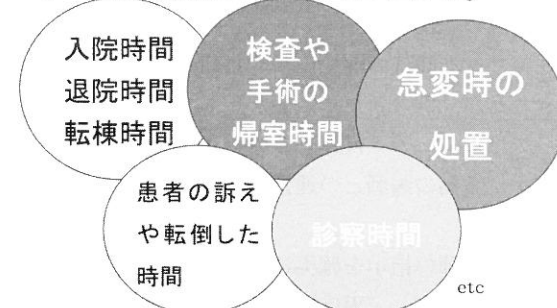 入院時間
退院時間
転棟時間
検査や
手術の
帰室時間
急変時の
処置
患者の訴え
や転倒した
時間
診察時間
etc